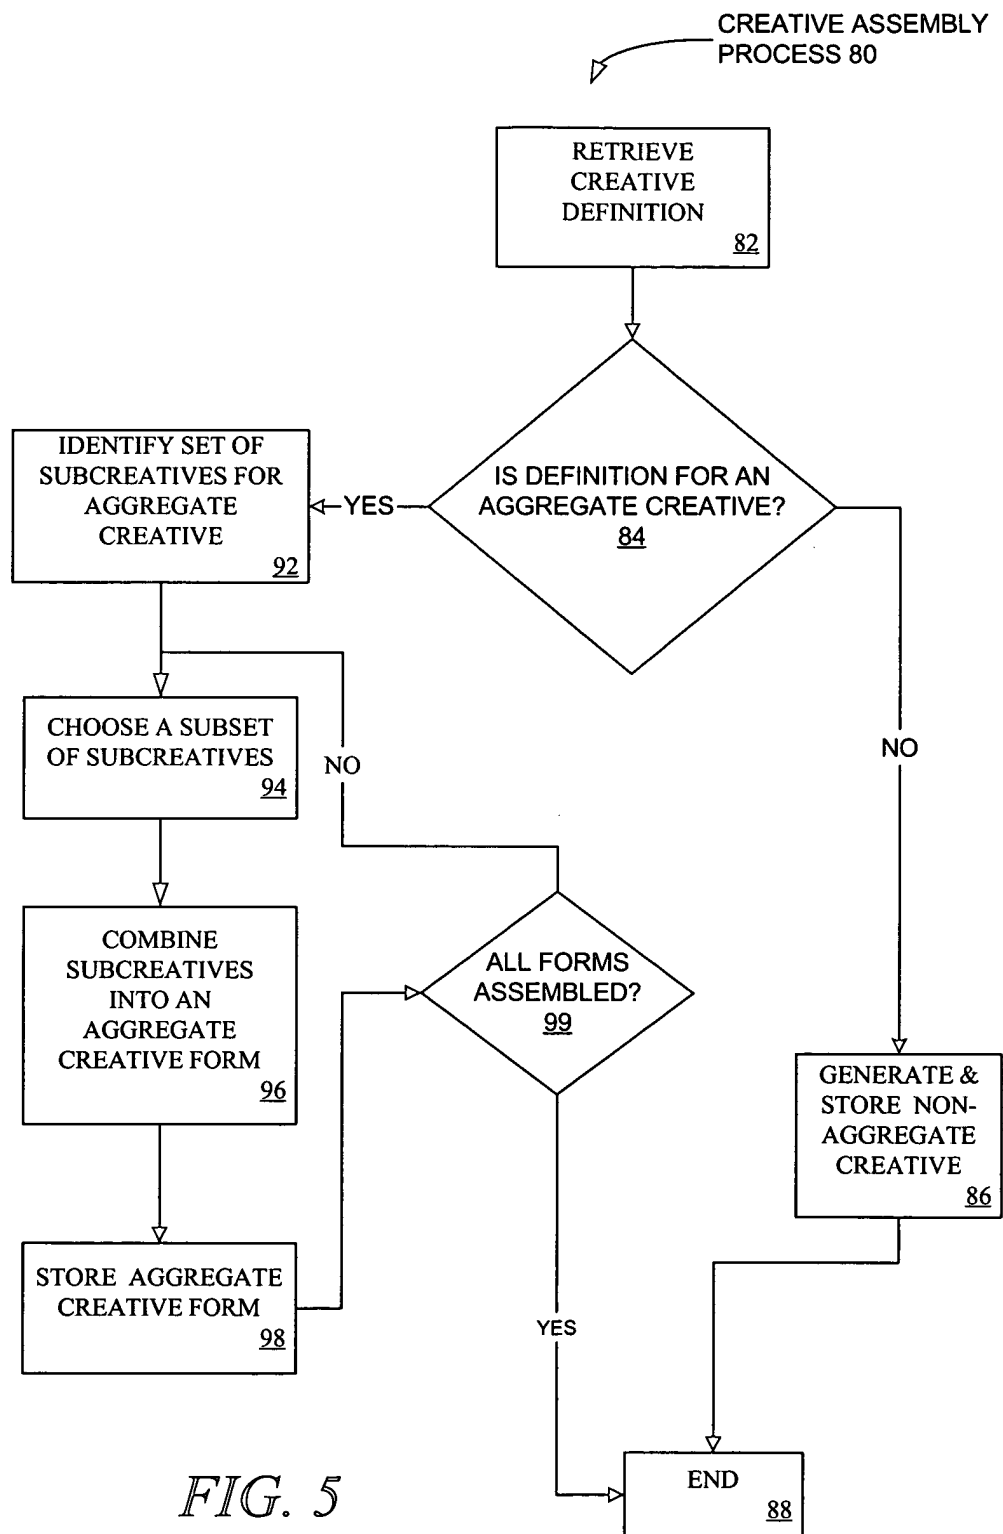 CREATIVE ASSEMBLY
PROCESS 80
RETRIEVE
CREATIVE
DEFINITION
82
IS DEFINITION FOR AN
AGGREGATE CREATIVE?
84
YES
NO
IDENTIFY SET OF
SUBCREATIVES FOR
AGGREGATE
CREATIVE
92
CHOOSE A SUBSET
OF SUBCREATIVES
94
NO
COMBINE
SUBCREATIVES
INTO AN
AGGREGATE
CREATIVE FORM
96
ALL FORMS
ASSEMBLED?
99
GENERATE &
STORE NON-
AGGREGATE
CREATIVE
86
STORE AGGREGATE
CREATIVE FORM
98
YES
END
88
FIG. 5